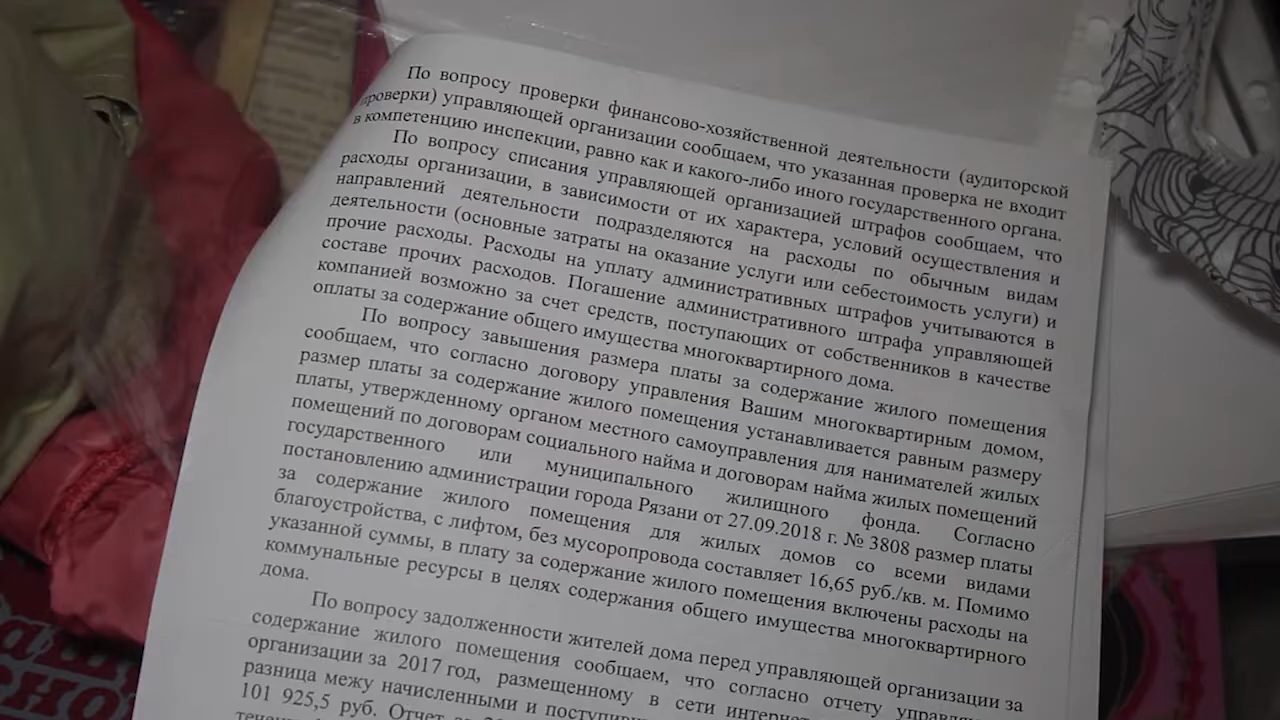 По вопросу проверки финансово-хозяйственной деятельности (аудиторской
проверки) управляющей организации сообщаем, что указанная проверка не входит
в компетенцию инспекции, равно как и какого-либо иного государственного органа.
По вопросу списания управляющей организацией штрафов сообщаем, что
расходы организации, в зависимости от их характера, условий осуществления и
направлений деятельности подразделяются на расходы по обычным видам
деятельности (основные затраты на оказание услуги или себестоимость услуги) и
прочие расходы. Расходы на уплату административных штрафов учитываются в
составе прочих расходов. Погашение административного штрафа управляющей
компанией возможно за счет средств, поступающих от собственников в качестве
оплаты за содержание общего имущества многоквартирного дома.
По вопросу завышения размера платы за содержание жилого помещения
сообщаем, что согласно договору управления Вашим многоквартирным домом,
размер платы за содержание жилого помещения устанавливается равным размеру
платы, утвержденному органом местного самоуправления для нанимателей жилых
помещений по договорам социального найма и договорам найма жилых помещений
государственного или муниципального жилищного фонда. Согласно
постановлению администрации города Рязани от 27.09.2018 г. № 3808 размер платы
за содержание жилого помещения для жилых домов со всеми видами
благоустройства, с лифтом, без мусоропровода составляет 16,65 руб./кв. м. Помимо
указанной суммы, в плату за содержание жилого помещения включены расходы на
коммунальные ресурсы в целях содержания общего имущества многоквартирного
дома.
По вопросу задолженности жителей дома перед управляющей организации за
содержание жилого помещения сообщаем, что согласно отчету управляю
организации за 2017 год, размещенному в сети интернет
разница межу начисленными и поступив
101 925,5 руб. Отчет за